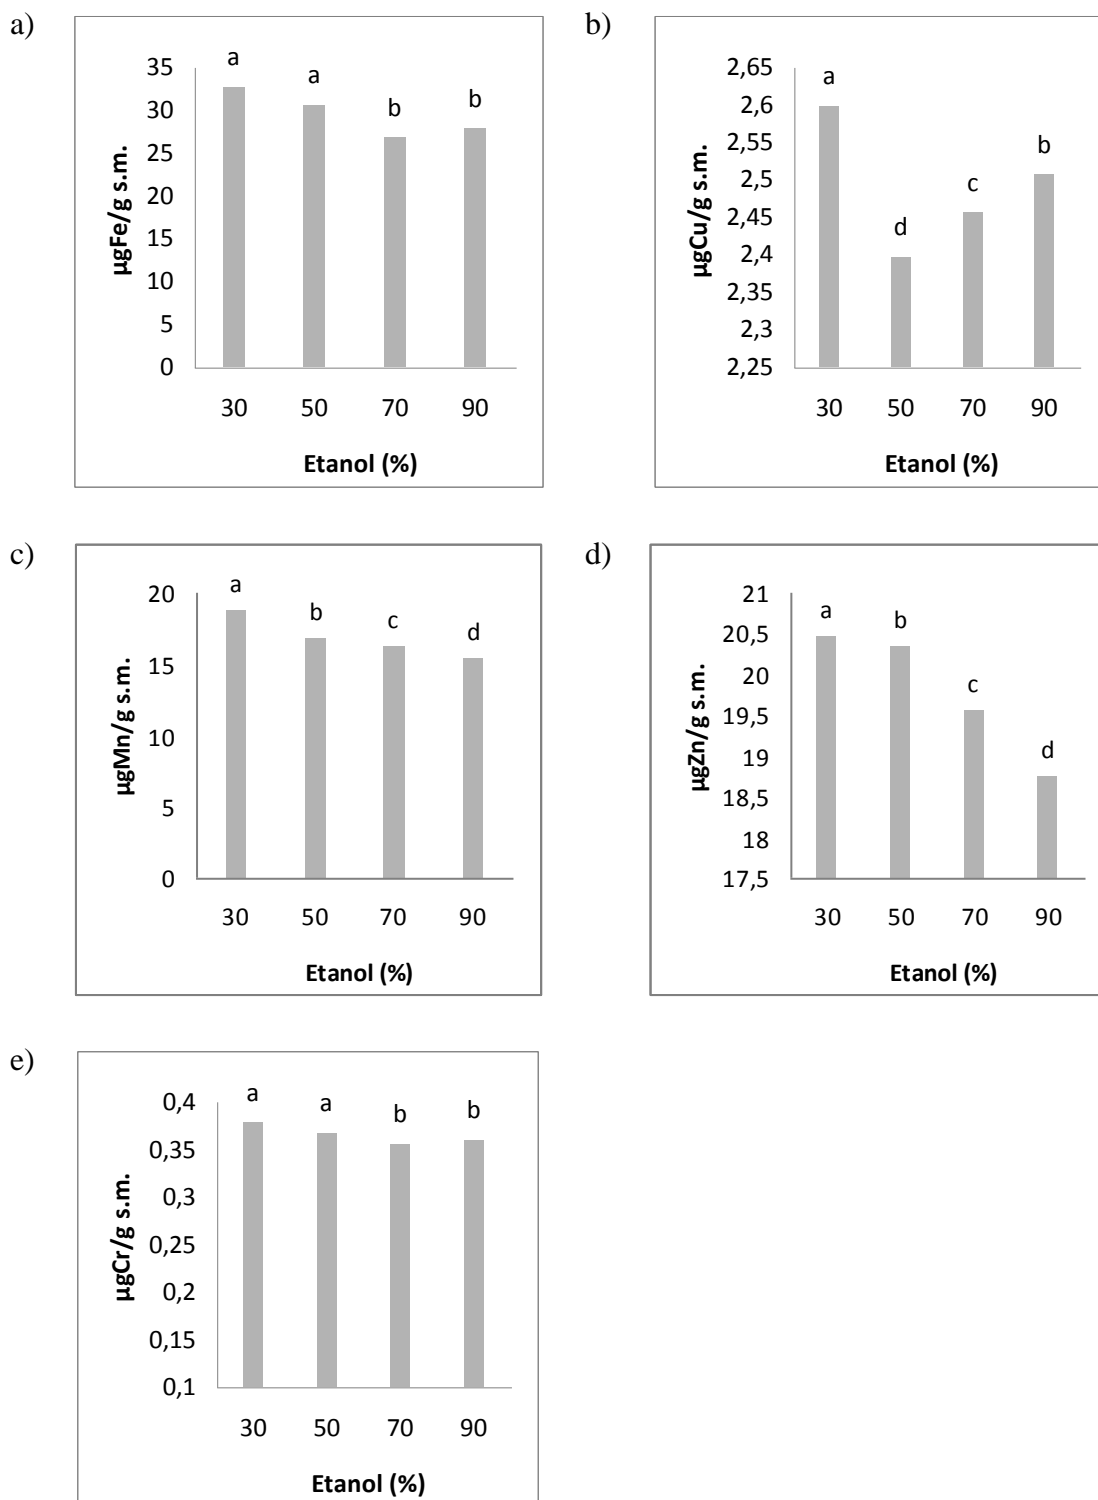 a)
35
30
25
20
15
10
5
0
µgFe/g s.m.
a
a
b
b
30 50 70 90
Etanol (%)
b)
2,65
2,6
2,55
2,5
2,45
2,4
2,35
2,3
2,25
µgCu/g s.m.
a
d
c
b
30 50 70 90
Etanol (%)
c)
20
15
10
5
0
µgMn/g s.m.
a
b
c
d
30 50 70 90
Etanol (%)
d)
21
20,5
20
19,5
19
18,5
18
17,5
µgZn/g s.m.
a
b
c
d
30 50 70 90
Etanol (%)
e)
0,4
0,35
0,3
0,25
0,2
0,15
0,1
µgCr/g s.m.
a
a
b
b
30 50 70 90
Etanol (%)